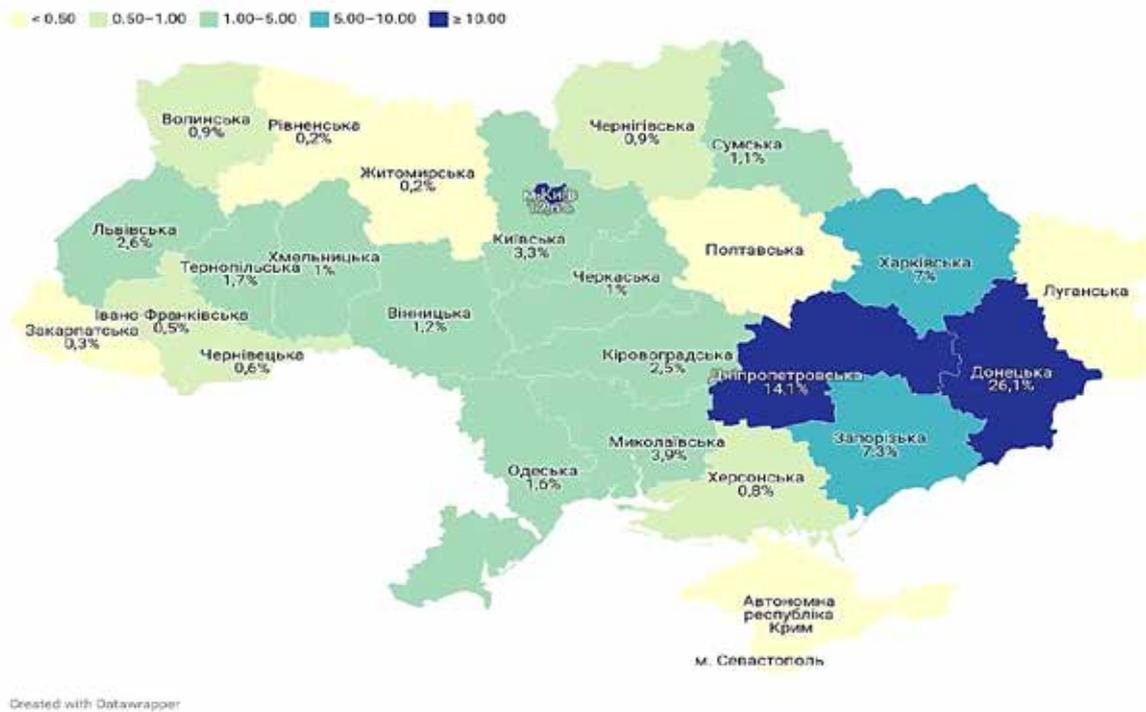 < 0.50 0.50–1.00 1.00–5.00 5.00–10.00 ≥ 10.00
Волинська
0,9%
Рівненська
0,2%
Житомирська
0,2%
Чернігівська
0,9%
Сумська
1,1%
м.Київ
Київська
3,3%
Львівська
2,6%
Тернопільська
1,7%
Хмельницька
1%
Черкаська
1%
Полтавська
Харківська
7%
Луганська
Івано-Франківська
0,5%
Закарпатська
0,3%
Чернівецька
0,6%
Вінницька
1,2%
Кіровоградська
2,5%
Дніпропетровська
14,1%
Донецька
26,1%
Запорізька
7,3%
Миколаївська
3,9%
Одеська
1,6%
Херсонська
0,8%
Автономна
республіка
Крим
м. Севастополь
Created with Datawrapper